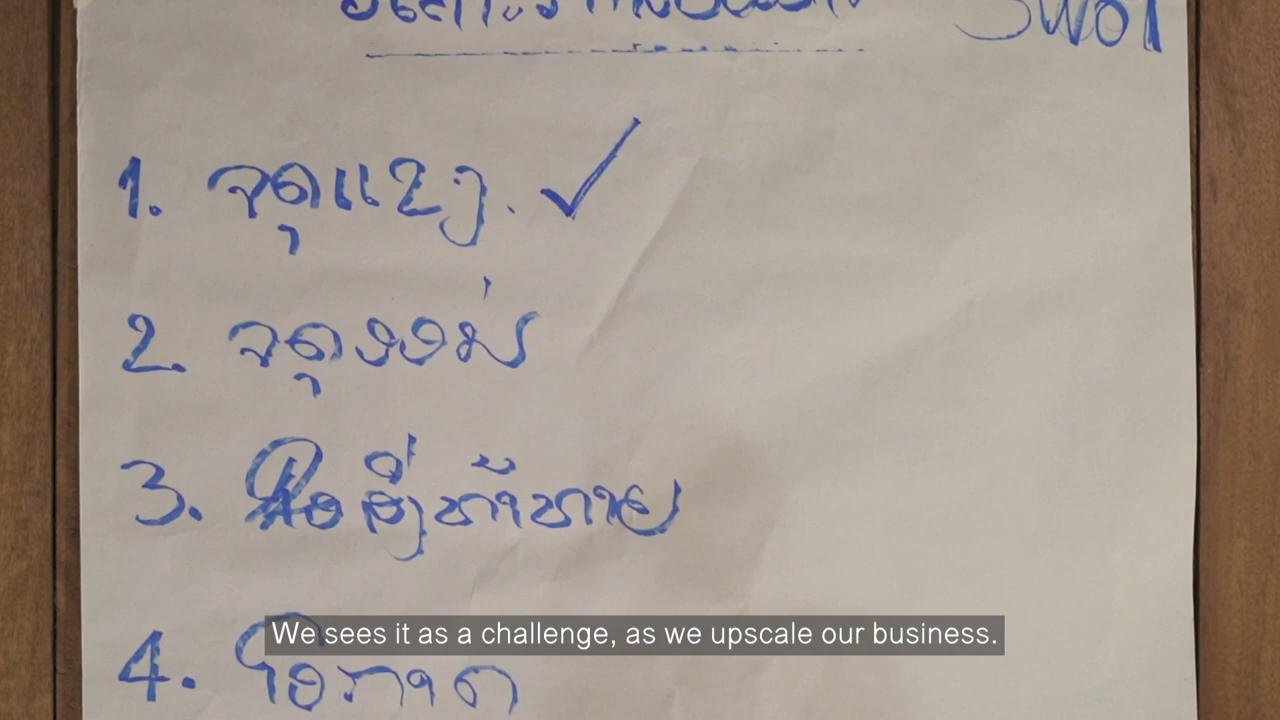 SWOT
1. ຈຸດແຂງ. ✓
2. ຈຸດອ່ອນ
3. ສິ່ງທ້າທາຍ
4. ໂອກາດ
We sees it as a challenge, as we upscale our business.